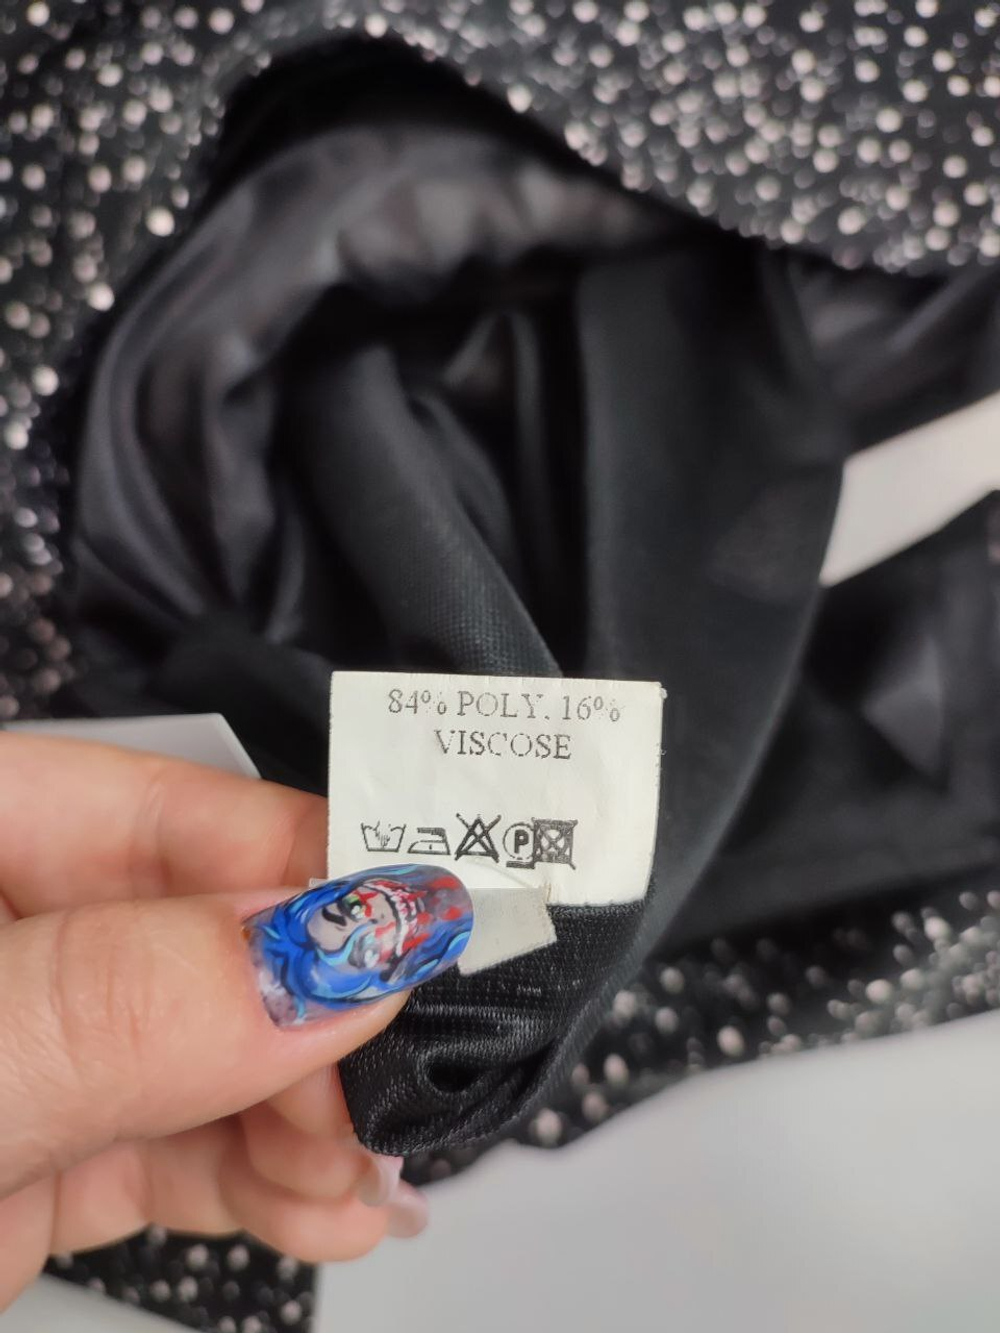 84% POLY. 16%
VISCOSE
P